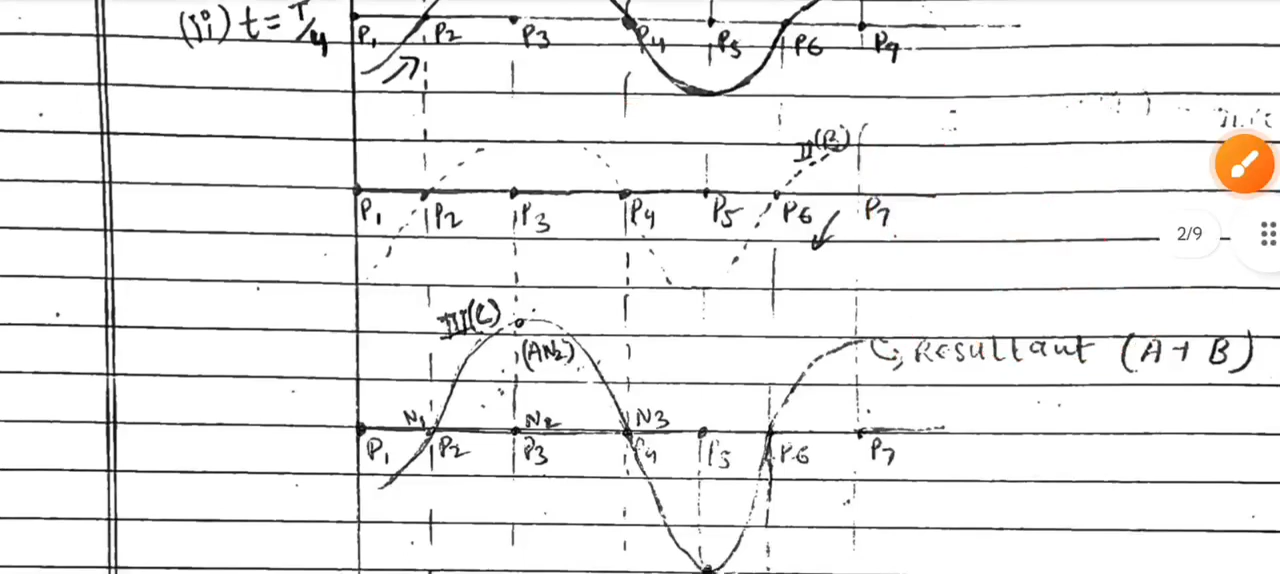 (ii) t = T/4
P1 P2 P3 P4 P5 P6 P9
II(B)
P1 P2 P3 P4 P5 P6 P7
2/9
III(C)
(AN2)
C, Resultant (A+B)
N1 N2 N3
P1 P2 P3 P4 P5 P6 P7